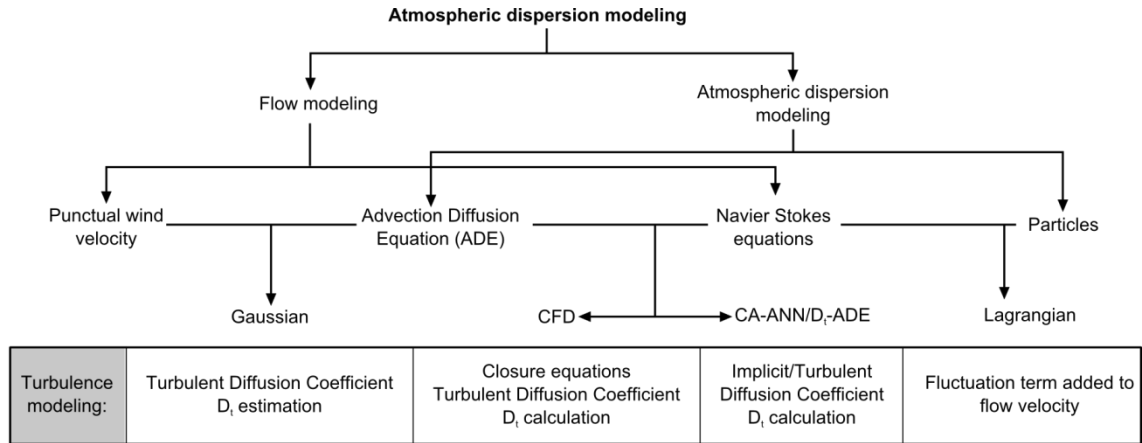 Atmospheric dispersion modeling
Flow modeling
Atmospheric dispersion
modeling
Punctual wind
velocity
Advection Diffusion
Equation (ADE)
Navier Stokes
equations
Particles
Gaussian
CFD
CA-ANN/Dₜ-ADE
Lagrangian
Turbulence
modeling:
Turbulent Diffusion Coefficient
Dₜ estimation
Closure equations
Turbulent Diffusion Coefficient
Dₜ calculation
Implicit/Turbulent
Diffusion Coefficient
Dₜ calculation
Fluctuation term added to
flow velocity